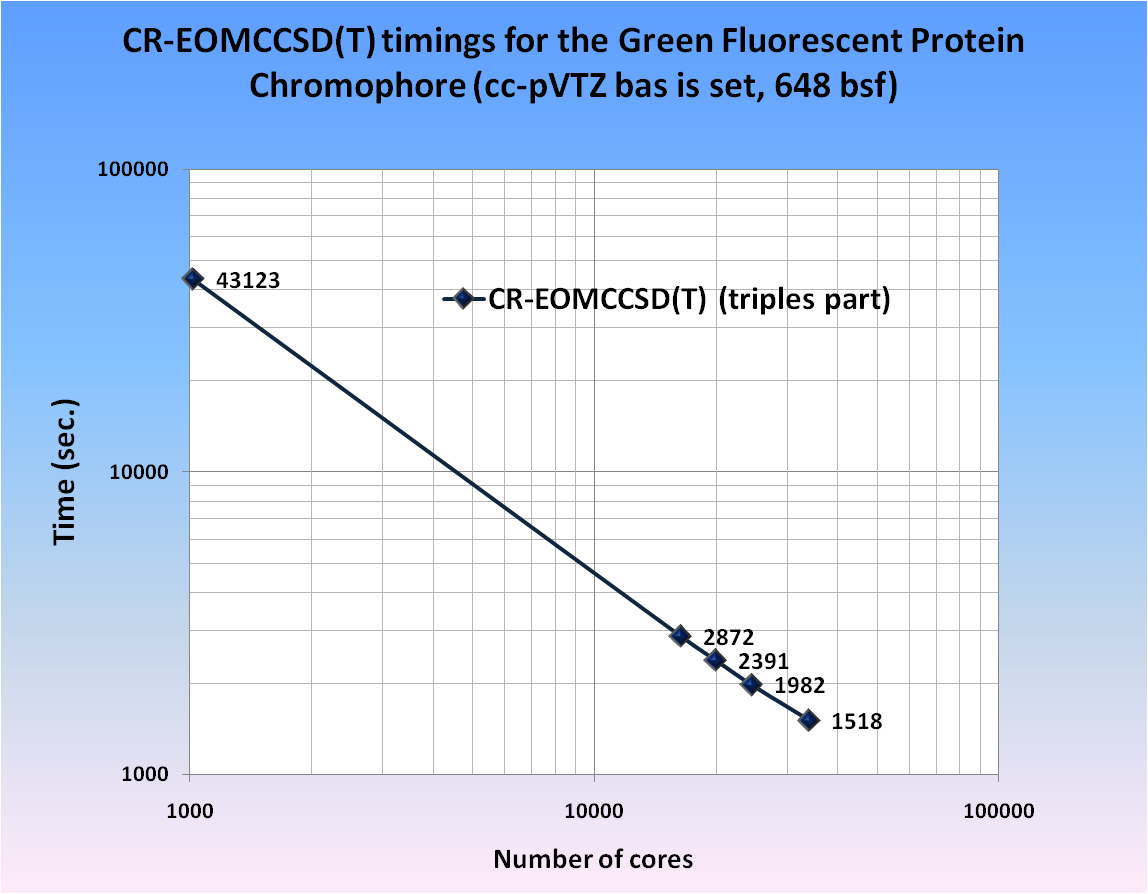 CR-EOMCCSD(T) timings for the Green Fluorescent Protein
Chromophore (cc-pVTZ bas is set, 648 bsf)
100000
43123
CR-EOMCCSD(T) (triples part)
Time (sec.)
10000
2872
2391
1982
1518
1000
1000
10000
100000
Number of cores